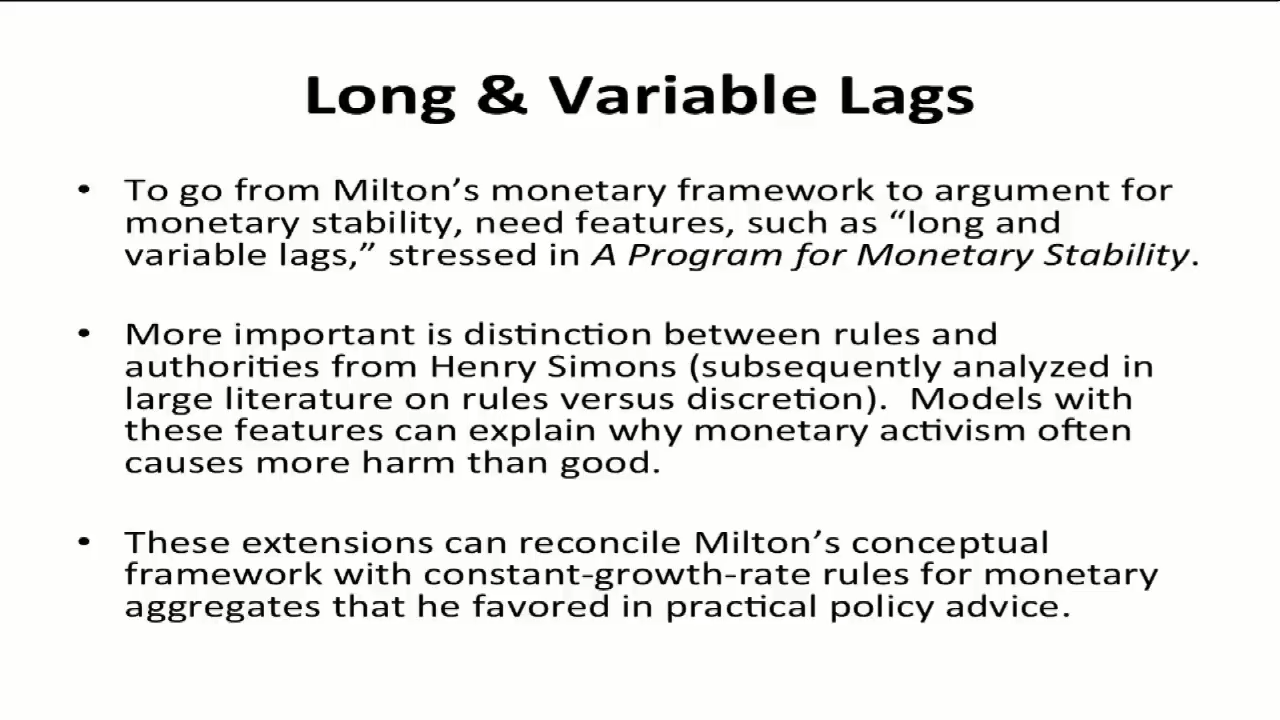 Long & Variable Lags
• To go from Milton’s monetary framework to argument for
monetary stability, need features, such as “long and
variable lags,” stressed in A Program for Monetary Stability.
• More important is distinction between rules and
authorities from Henry Simons (subsequently analyzed in
large literature on rules versus discretion).  Models with
these features can explain why monetary activism often
causes more harm than good.
• These extensions can reconcile Milton’s conceptual
framework with constant-growth-rate rules for monetary
aggregates that he favored in practical policy advice.